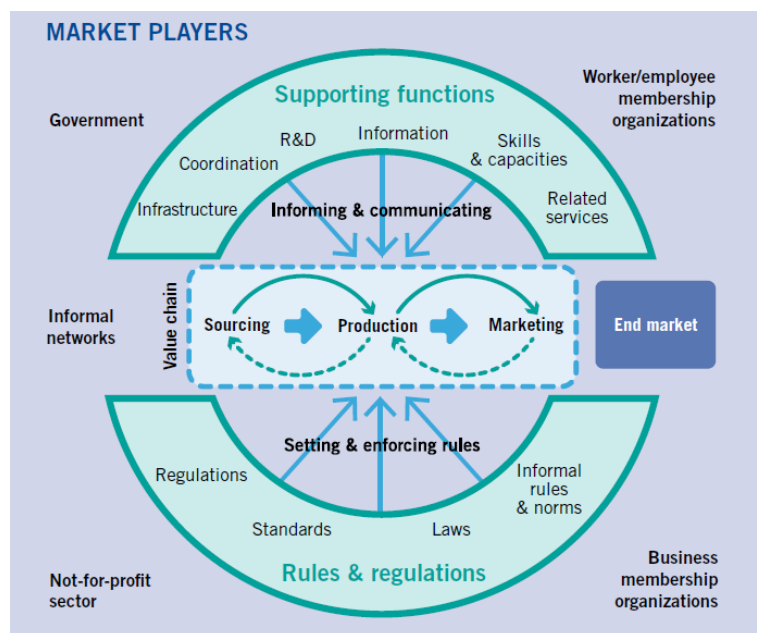 MARKET PLAYERS
Government
Worker/employee
membership
organizations
Supporting functions
Infrastructure
Coordination
R&D
Information
Skills
& capacities
Related
services
Informing & communicating
Informal
networks
Value chain
Sourcing
Production
Marketing
End market
Setting & enforcing rules
Regulations
Standards
Laws
Informal
rules
& norms
Rules & regulations
Not-for-profit
sector
Business
membership
organizations